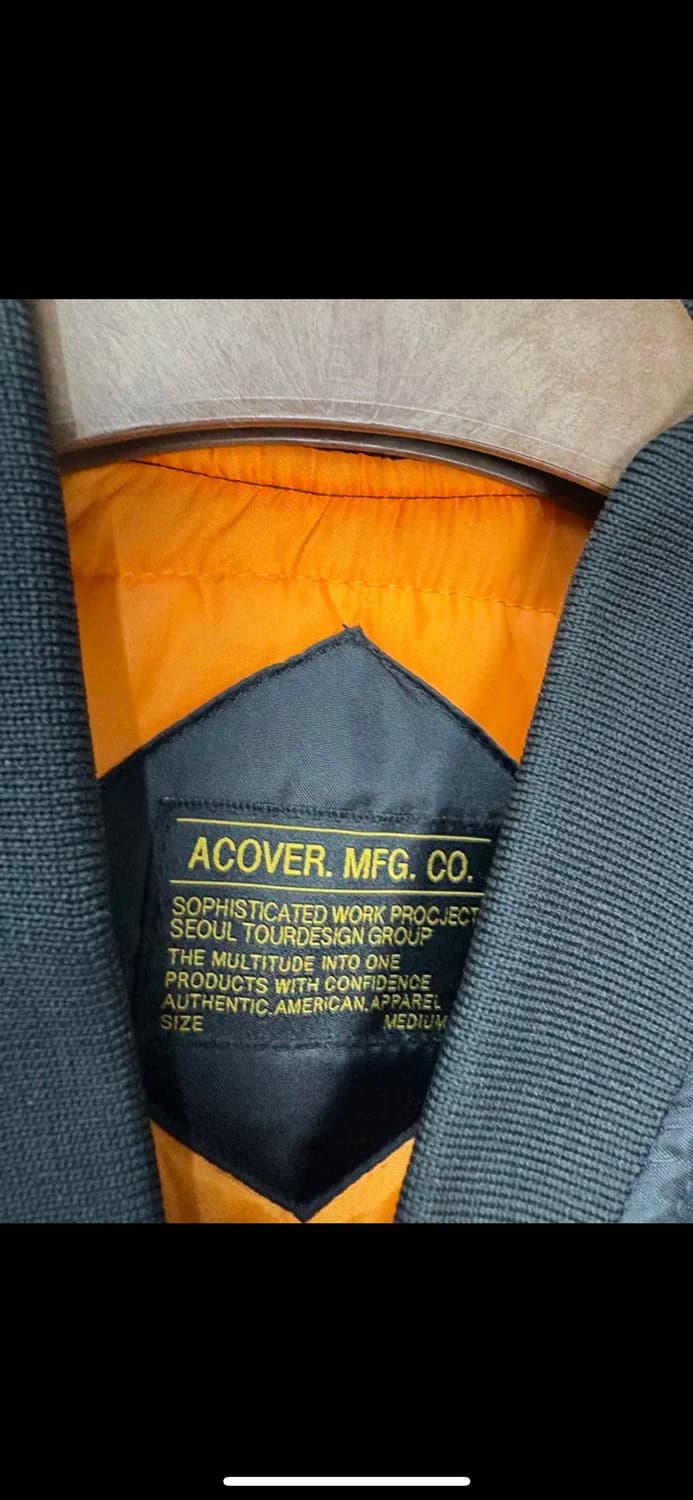 ACOVER. MFG. CO.
SOPHISTICATED WORK PROCJECT
SEOUL TOURDESIGN GROUP
THE MULTITUDE INTO ONE
PRODUCTS WITH CONFIDENCE
AUTHENTIC.AMERICAN.APPAREL
SIZE MEDIUM